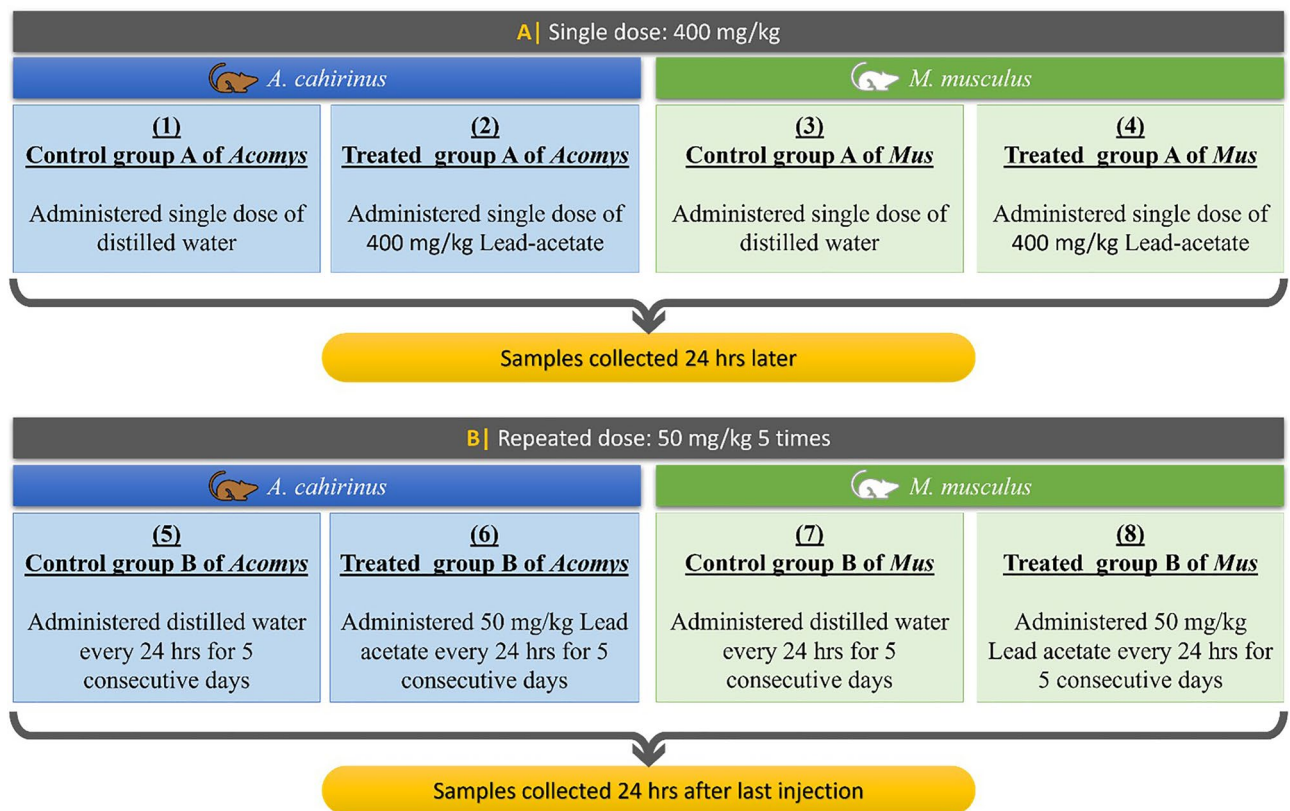 A| Single dose: 400 mg/kg
A. cahirinus
M. musculus
(1)
Control group A of Acomys
Administered single dose of
distilled water
(2)
Treated group A of Acomys
Administered single dose of
400 mg/kg Lead-acetate
(3)
Control group A of Mus
Administered single dose of
distilled water
(4)
Treated group A of Mus
Administered single dose of
400 mg/kg Lead-acetate
Samples collected 24 hrs later
B| Repeated dose: 50 mg/kg 5 times
A. cahirinus
M. musculus
(5)
Control group B of Acomys
Administered distilled water
every 24 hrs for 5
consecutive days
(6)
Treated group B of Acomys
Administered 50 mg/kg Lead
acetate every 24 hrs for 5
consecutive days
(7)
Control group B of Mus
Administered distilled water
every 24 hrs for 5
consecutive days
(8)
Treated group B of Mus
Administered 50 mg/kg
Lead acetate every 24 hrs for
5 consecutive days
Samples collected 24 hrs after last injection